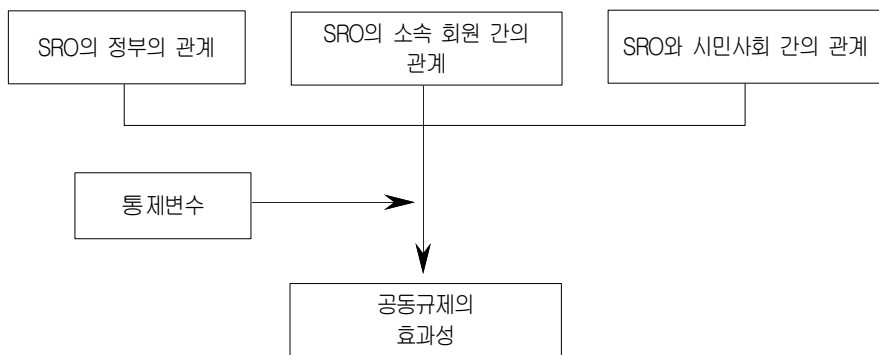 SRO의 정부의 관계
SRO의 소속 회원 간의
관계
SRO와 시민사회 간의 관계
통제변수
공동규제의
효과성